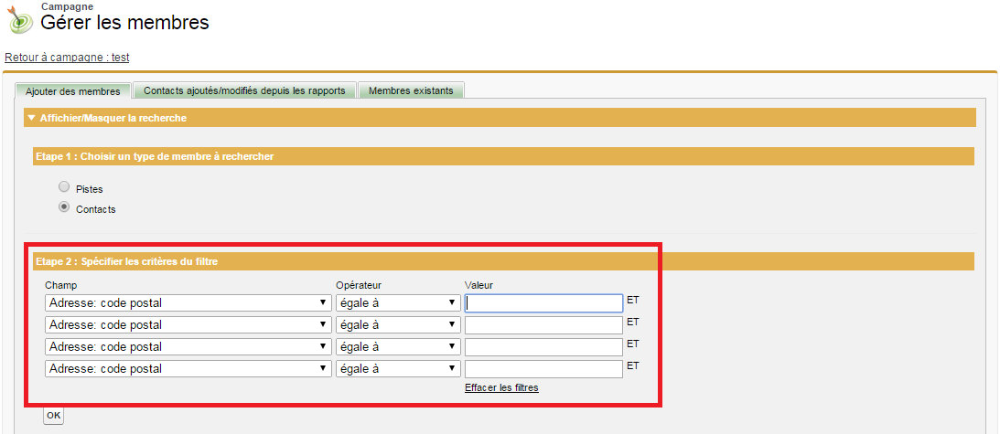 Campagne
Gérer les membres
Retour à campagne : test
Ajouter des membres Contacts ajoutés/modifiés depuis les rapports Membres existants
Affichier/Masquer la recherche
Etape 1 : Choisir un type de membre à rechercher
Pistes
Contacts
Etape 2 : Spécifier les critères du filtre
Champ Opérateur Valeur
Adresse: code postal égale à ET
Adresse: code postal égale à ET
Adresse: code postal égale à ET
Adresse: code postal égale à ET
Effacer les filtres
OK